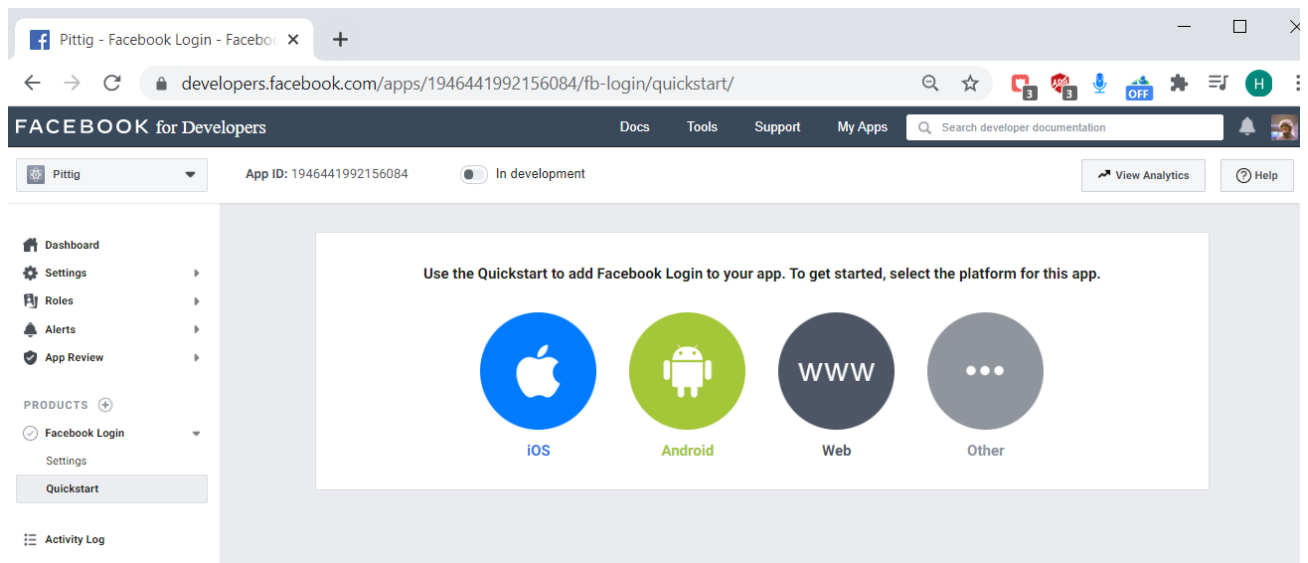 Pittig - Facebook Login - Faceboo
developers.facebook.com/apps/1946441992156084/fb-login/quickstart/
3
3
OFF
H
FACEBOOK for Developers
Docs
Tools
Support
My Apps
Search developer documentation
Pittig
App ID: 1946441992156084
In development
View Analytics
Help
Dashboard
Settings
Roles
Alerts
App Review
PRODUCTS
Facebook Login
Settings
Quickstart
Activity Log
Use the Quickstart to add Facebook Login to your app. To get started, select the platform for this app.
iOS
Android
WWW
Web
Other